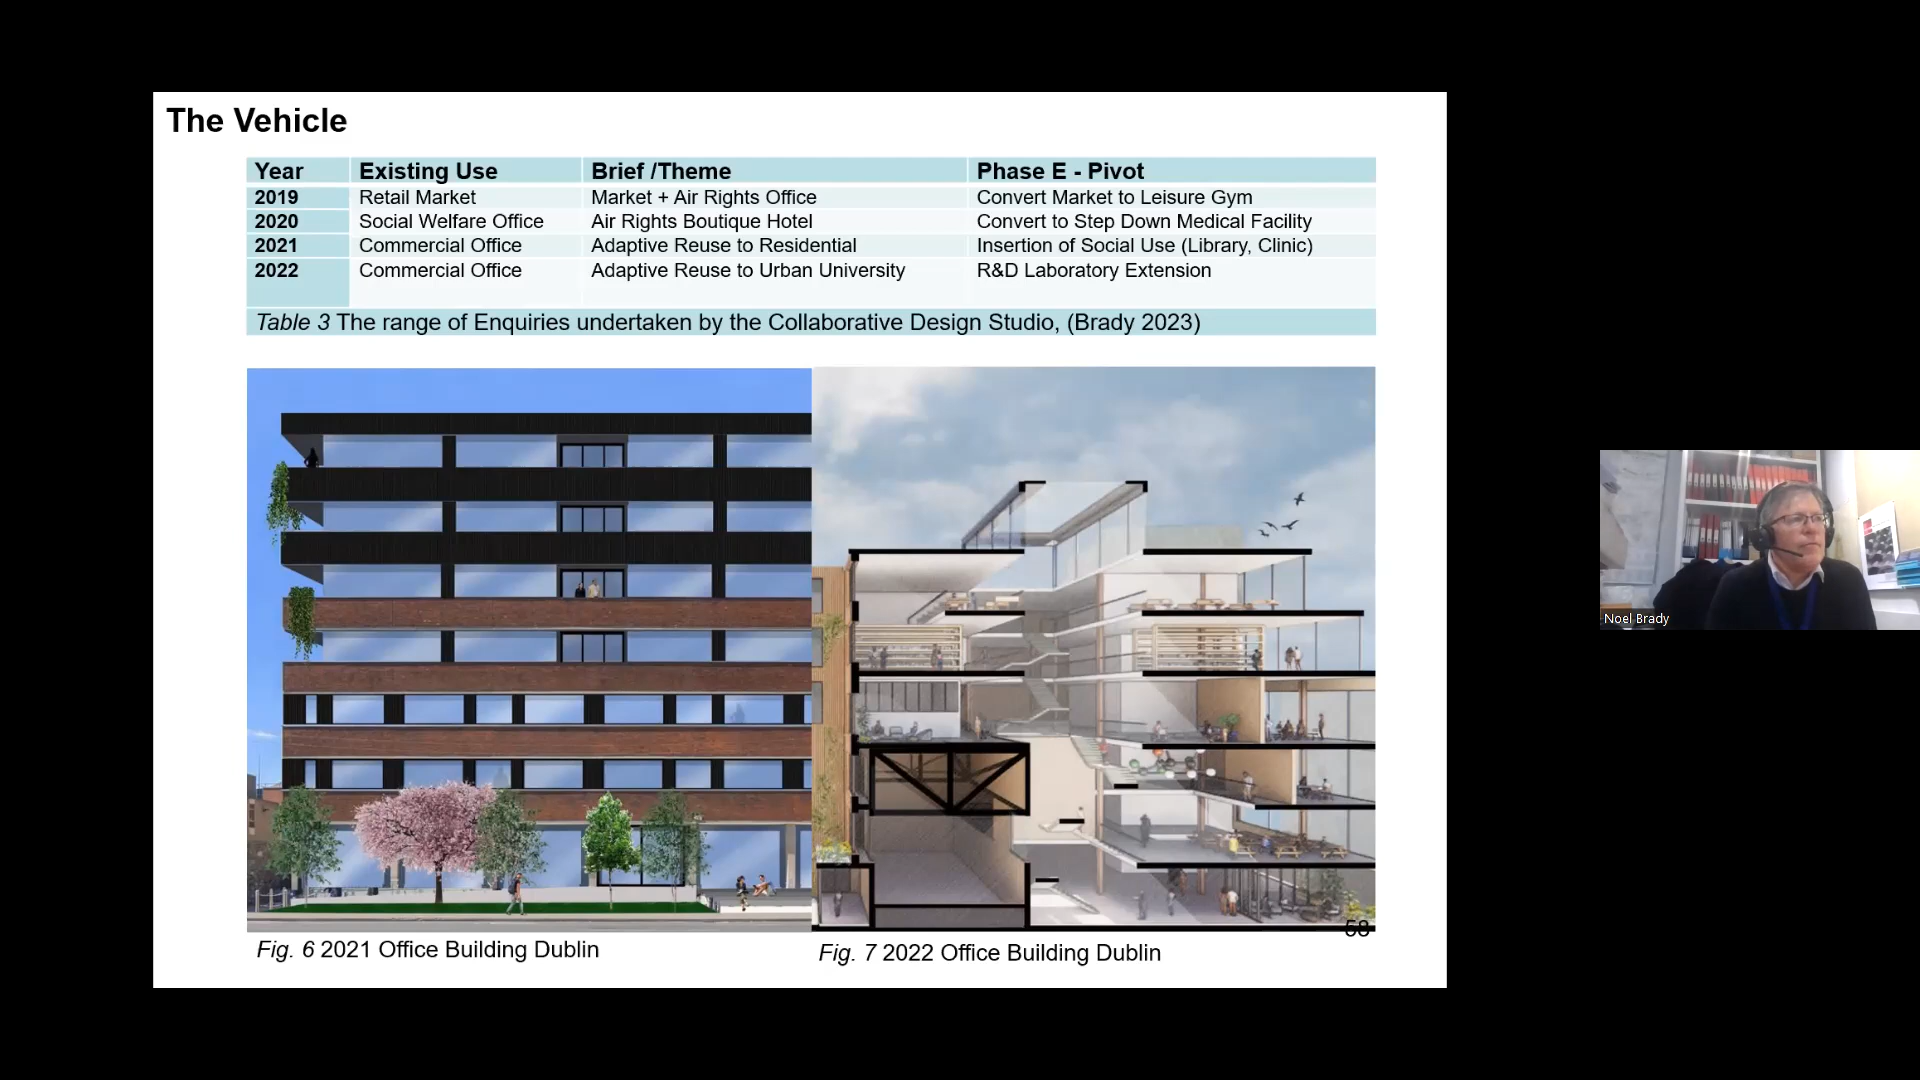 The Vehicle
Year Existing Use Brief /Theme Phase E - Pivot
2019 Retail Market Market + Air Rights Office Convert Market to Leisure Gym
2020 Social Welfare Office Air Rights Boutique Hotel Convert to Step Down Medical Facility
2021 Commercial Office Adaptive Reuse to Residential Insertion of Social Use (Library, Clinic)
2022 Commercial Office Adaptive Reuse to Urban University R&D Laboratory Extension
Table 3 The range of Enquiries undertaken by the Collaborative Design Studio, (Brady 2023)
Noel Brady
58
Fig. 6 2021 Office Building Dublin
Fig. 7 2022 Office Building Dublin